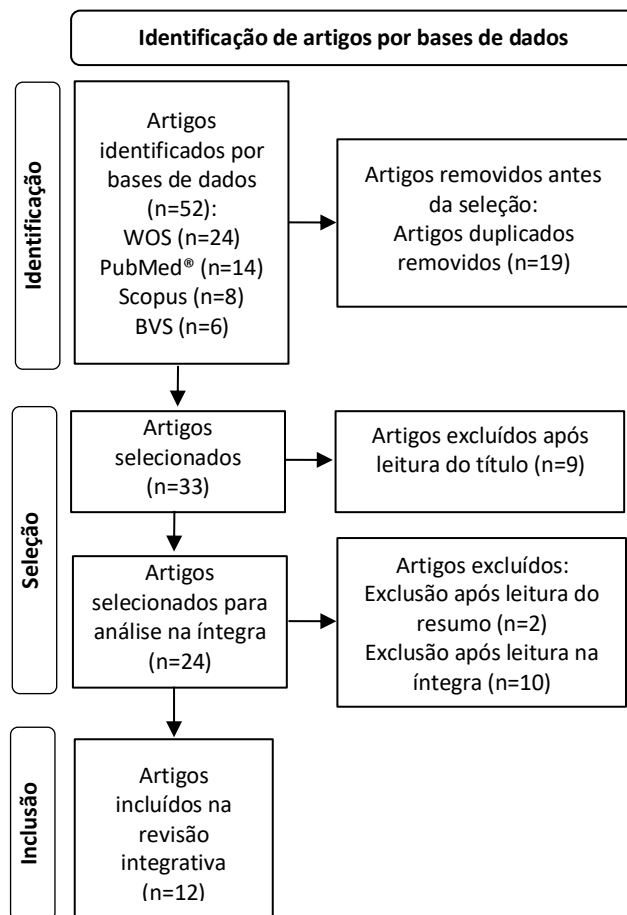 Identificação de artigos por bases de dados
Identificação
Artigos
identificados por
bases de dados
(n=52):
WOS (n=24)
PubMed® (n=14)
Scopus (n=8)
BVS (n=6)
Artigos removidos antes
da seleção:
Artigos duplicados
removidos (n=19)
Seleção
Artigos
selecionados
(n=33)
Artigos excluídos após
leitura do título (n=9)
Artigos
selecionados para
análise na íntegra
(n=24)
Artigos excluídos:
Exclusão após leitura do
resumo (n=2)
Exclusão após leitura na
íntegra (n=10)
Inclusão
Artigos
incluídos na
revisão
integrativa
(n=12)